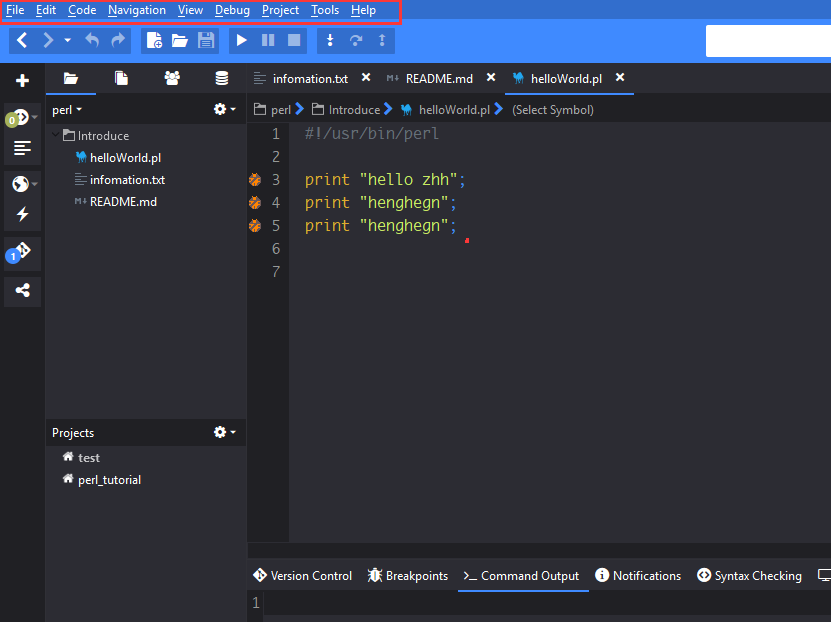 File Edit Code Navigation View Debug Project Tools Help
infomation.txt M↓ README.md helloWorld.pl
perl
perl Introduce helloWorld.pl (Select Symbol)
0
Introduce
helloWorld.pl
infomation.txt
M↓ README.md
1
1 #!/usr/bin/perl
2
3 print "hello zhh";
4 print "henghegn";
5 print "henghegn";
6
7
Projects
test
perl_tutorial
Version Control Breakpoints Command Output Notifications Syntax Checking
1